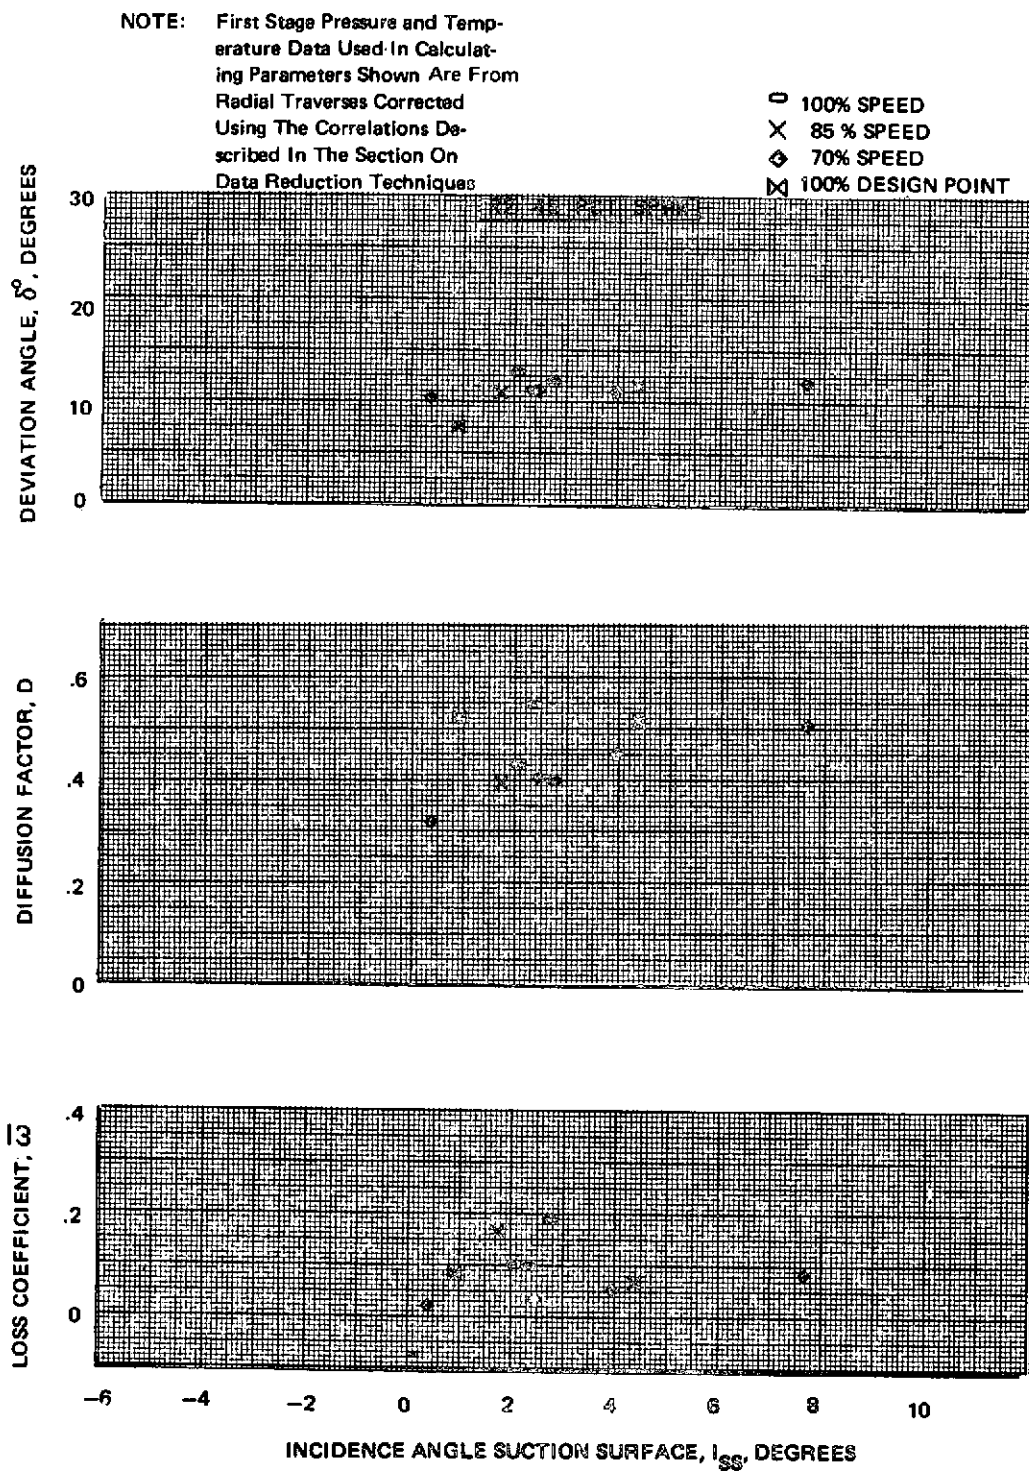 NOTE: First Stage Pressure and Temp-
erature Data Used In Calculat-
ing Parameters Shown Are From
Radial Traverses Corrected
Using The Correlations De-
scribed In The Section On
Data Reduction Techniques
100% SPEED
85 % SPEED
70% SPEED
100% DESIGN POINT
DEVIATION ANGLE, δ°, DEGREES
30
20
10
0
DIFFUSION FACTOR, D
.6
.4
.2
0
LOSS COEFFICIENT, ω̅
.4
.2
0
−6 −4 −2 0 2 4 6 8 10
INCIDENCE ANGLE SUCTION SURFACE, ISS, DEGREES